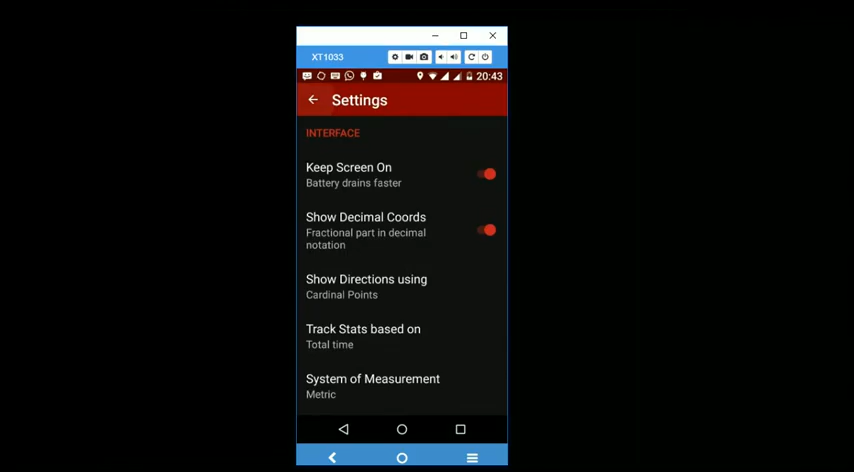 XT1033
20:43
Settings
INTERFACE
Keep Screen On
Battery drains faster
Show Decimal Coords
Fractional part in decimal
notation
Show Directions using
Cardinal Points
Track Stats based on
Total time
System of Measurement
Metric